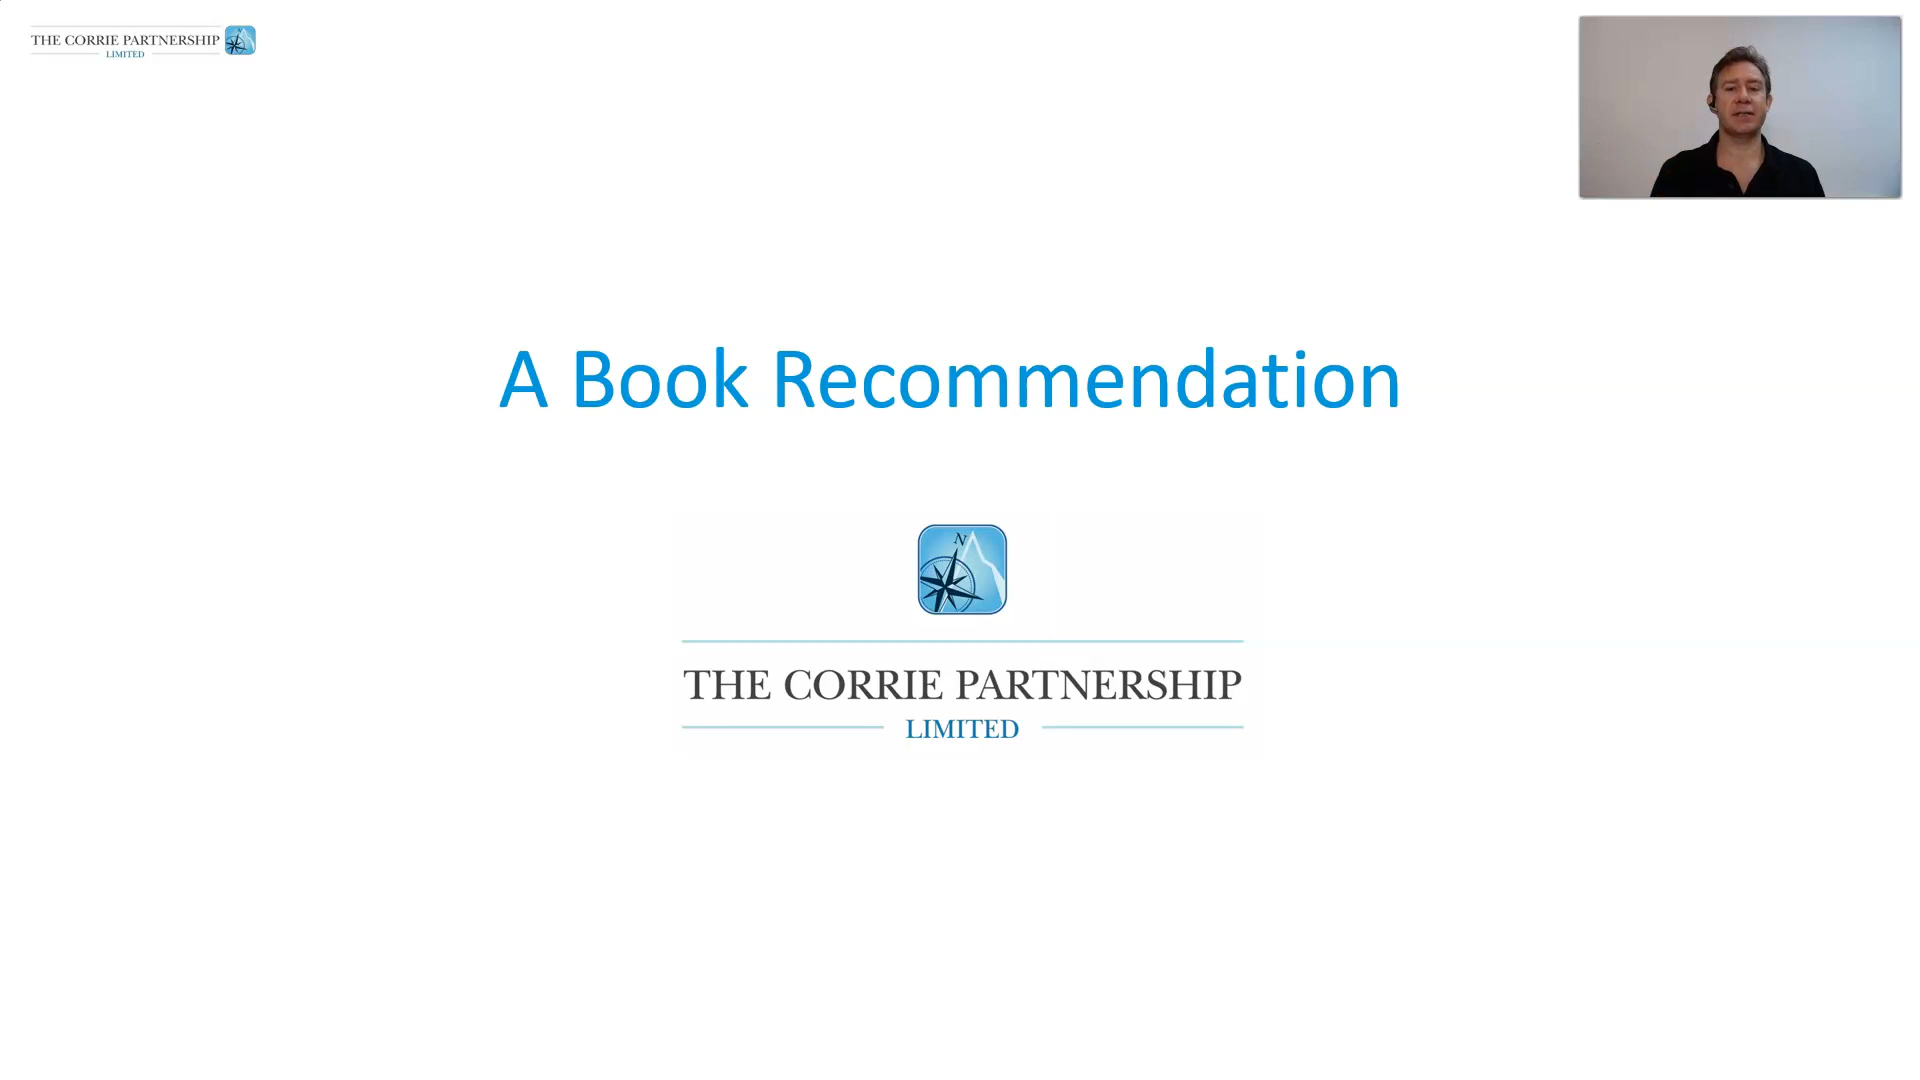 THE CORRIE PARTNERSHIP
LIMITED
A Book Recommendation
N
THE CORRIE PARTNERSHIP
LIMITED